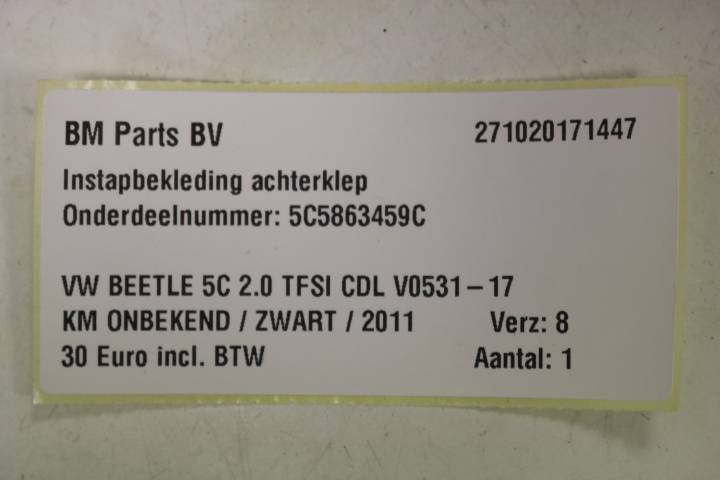 BM Parts BV 271020171447
Instapbekleding achterklep
Onderdeelnummer: 5C5863459C
VW BEETLE 5C 2.0 TFSI CDL V0531-17
KM ONBEKEND / ZWART / 2011 Verz: 8
30 Euro incl. BTW Aantal: 1